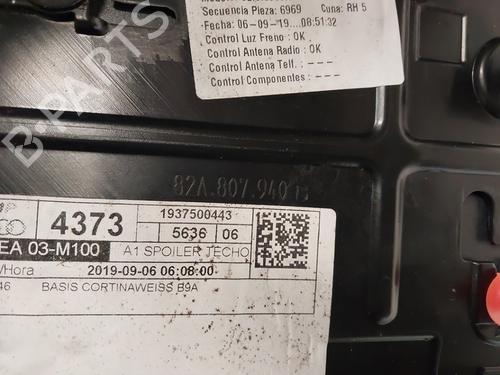 Secuencia Pieza: 6969 Cuna: RH 5
Fecha: 06-09-19....08:51:32
Control Luz Freno : OK
Control Antena Radio : OK
Control Antena Telf. : - - -
Control Componentes : - - -
82A.807.940
4373
1937500443
5636 06
EA 03-M100
A1 SPOILER TECHO
/Hora
2019-09-06 06:08:00
46
BASIS CORTINAWEISS B9A
B-PARTS